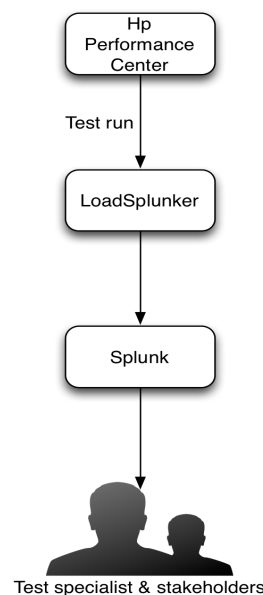 Hp
Performance
Center
Test run
LoadSplunker
Splunk
Test specialist & stakeholders